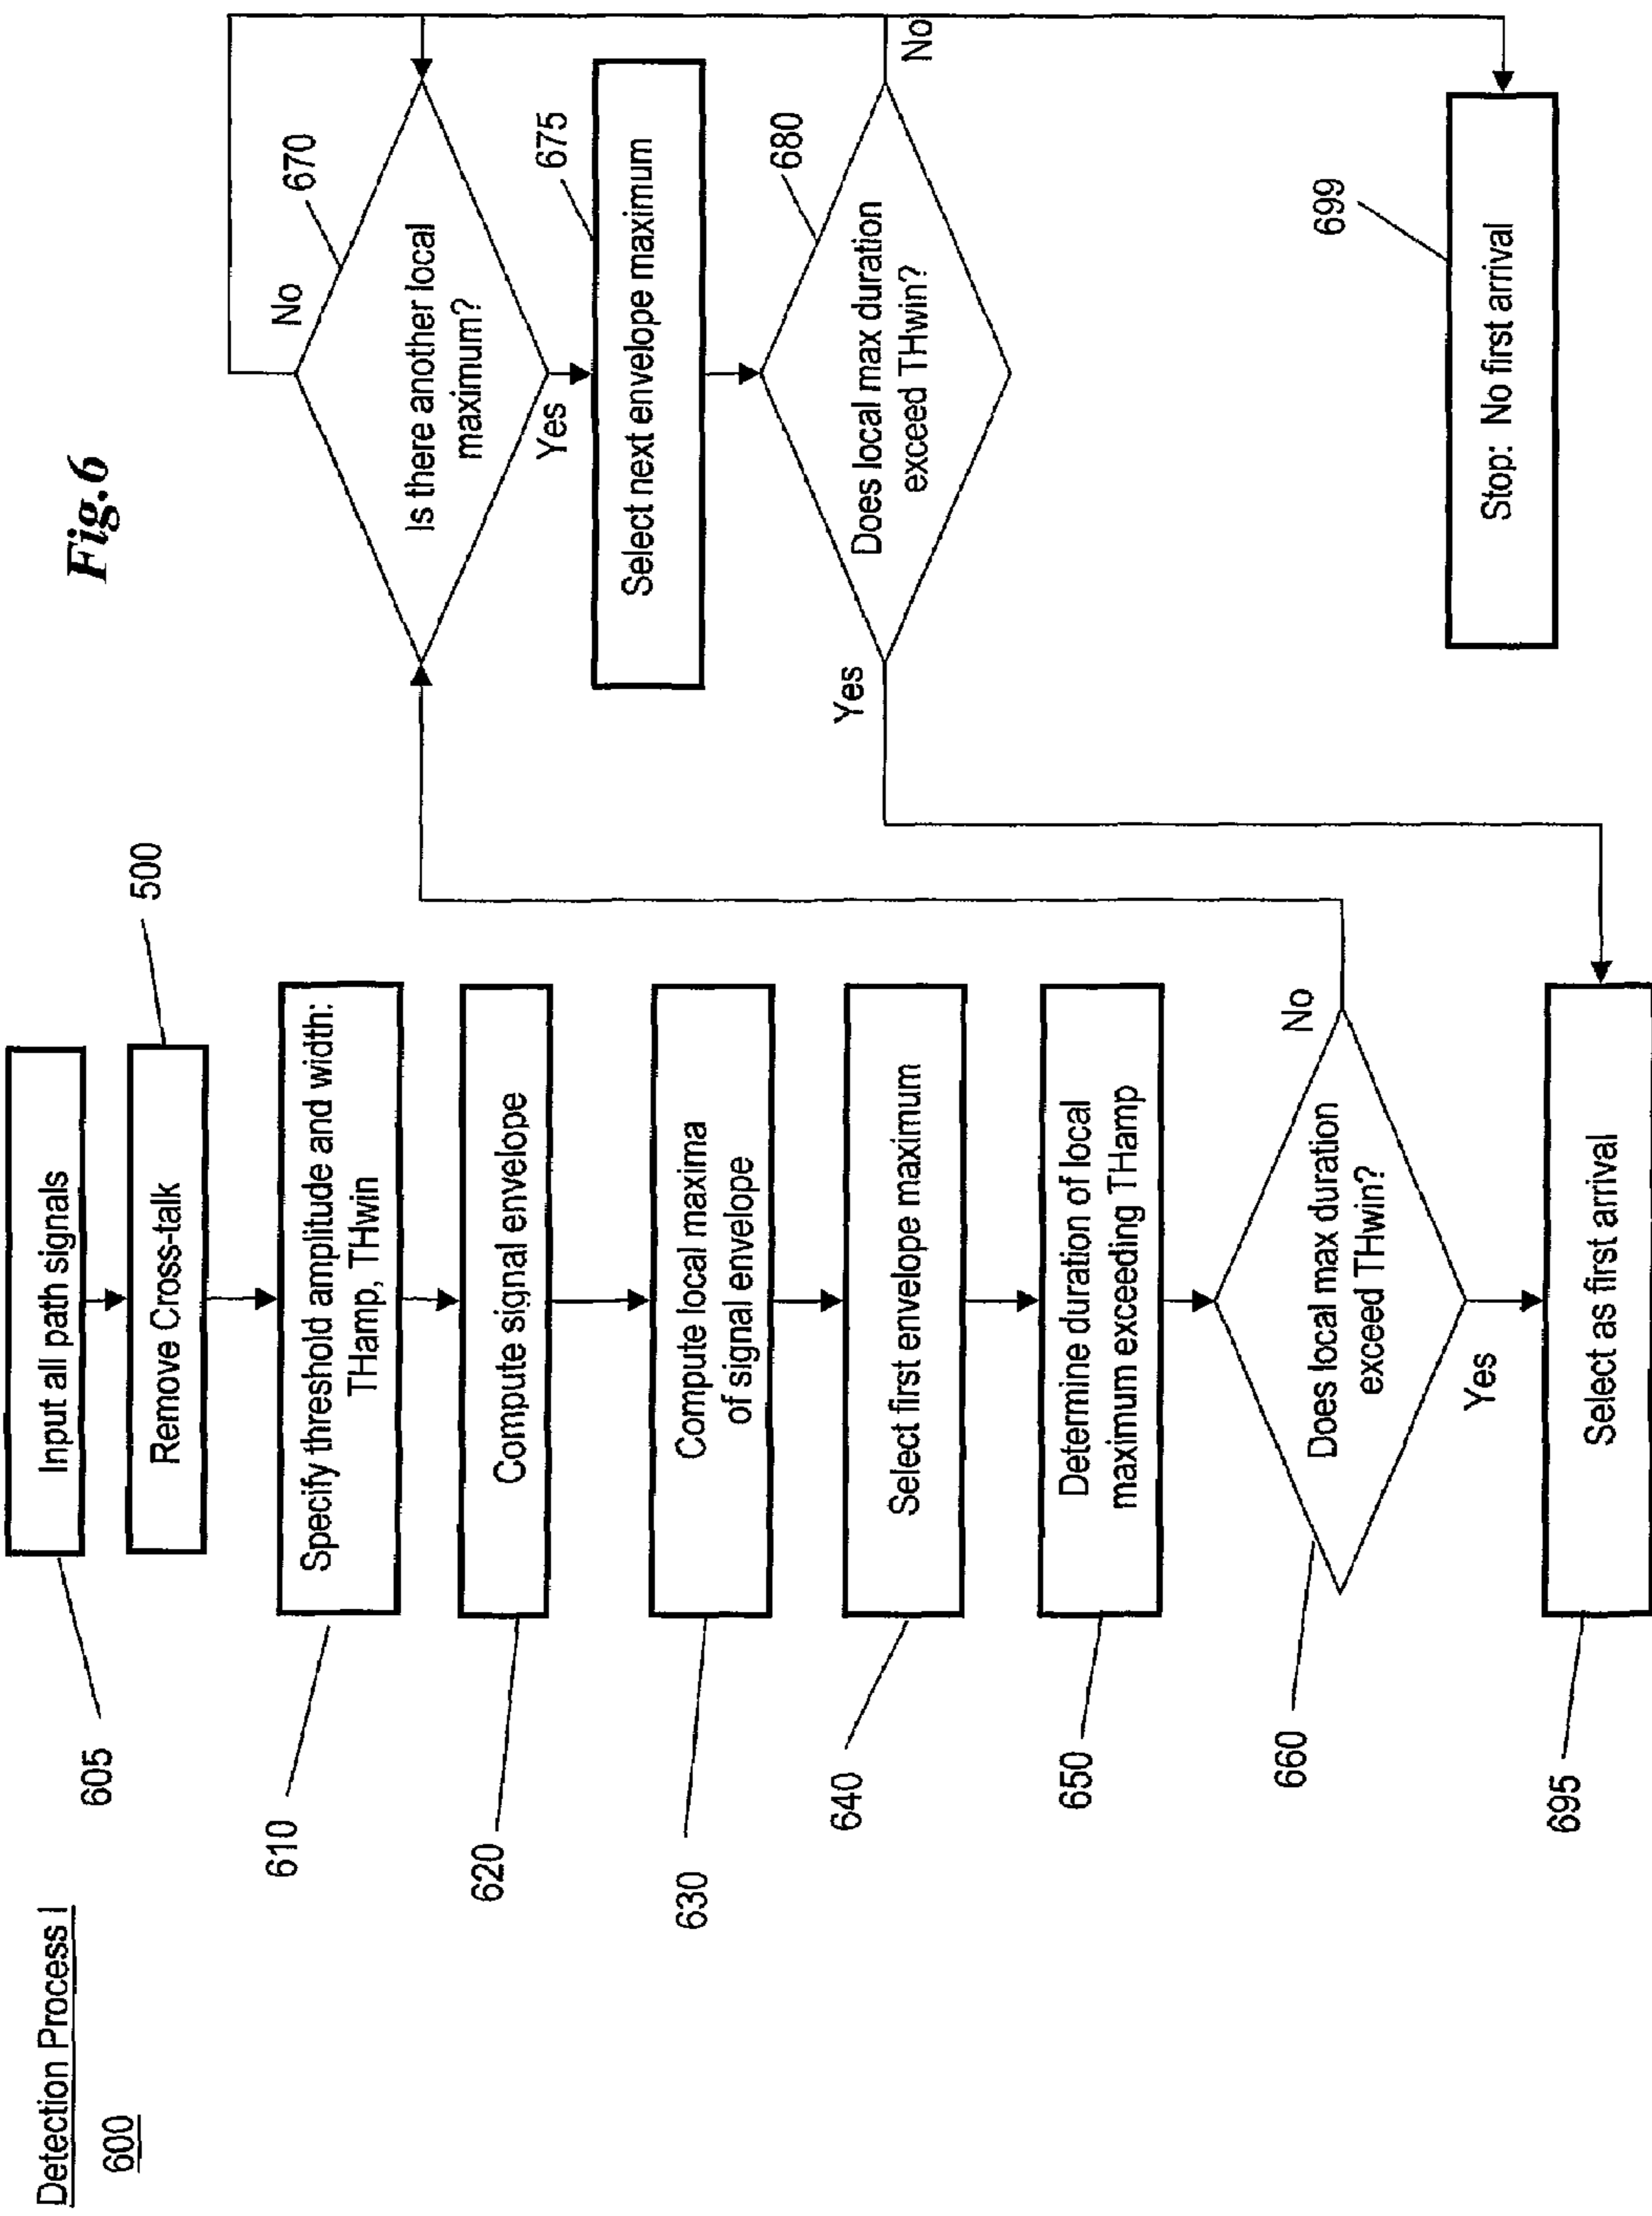 Detection Process I
600
Fig.6
605
Input all path signals
Remove Cross-talk
500
610
Specify threshold amplitude and width:
THamp, THwin
620
Compute signal envelope
630
Compute local maxima
of signal envelope
640
Select first envelope maximum
650
Determine duration of local
maximum exceeding THamp
660
Does local max duration
exceed THwin?
No
Yes
695
Select as first arrival
No
670
Is there another local
maximum?
Yes
675
Select next envelope maximum
680
Does local max duration
exceed THwin?
Yes
No
699
Stop: No first arrival